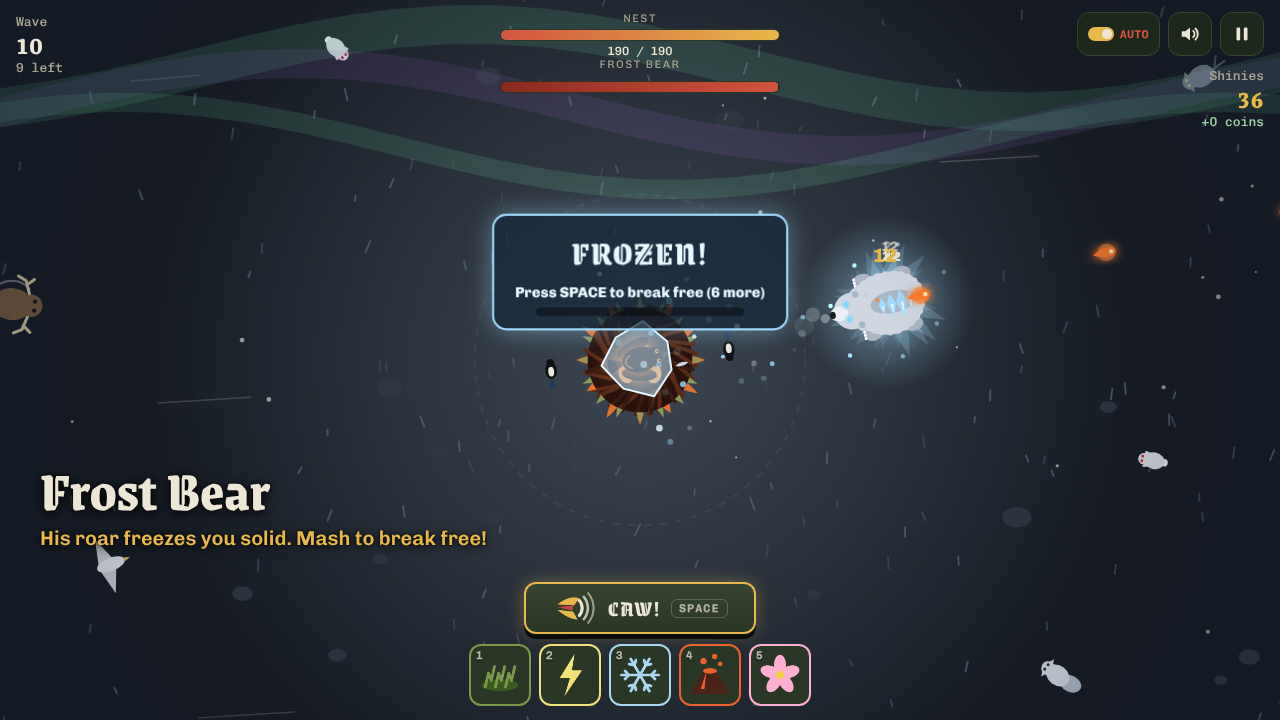 Wave
10
9 left
NEST
190 / 190
FROST BEAR
AUTO
Shinies
36
+0 coins
FROZEN!
Press SPACE to break free (6 more)
12
Frost Bear
His roar freezes you solid. Mash to break free!
CAW!
SPACE
1
2
3
4
5